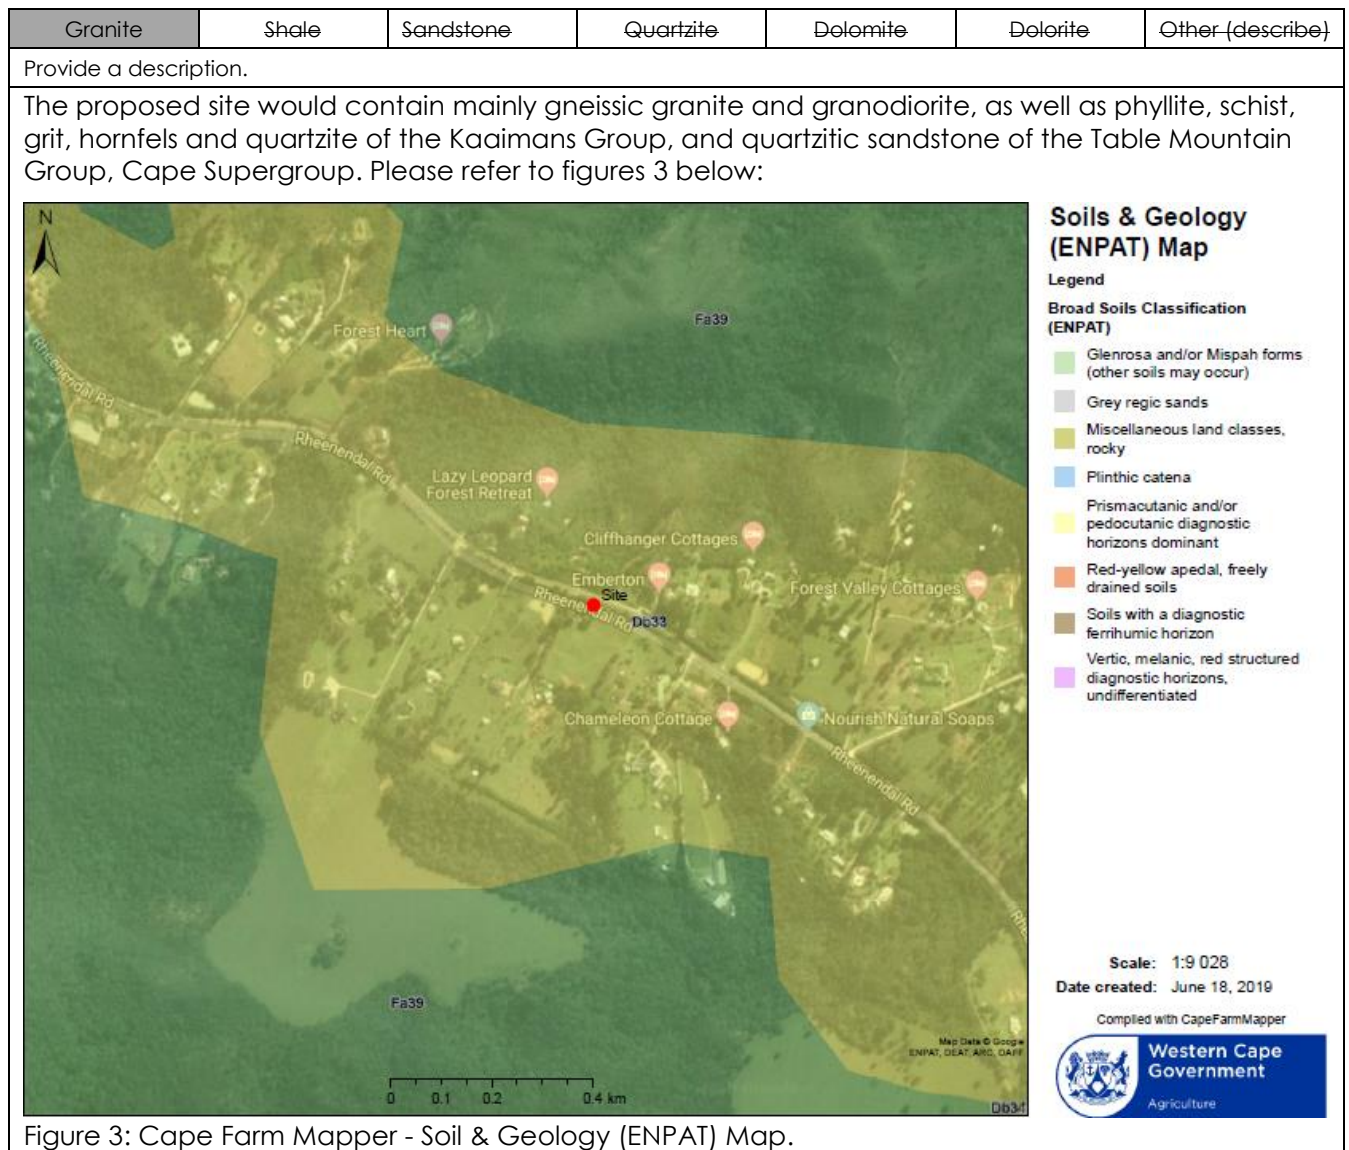 Granite Shale Sandstone Quartzite Dolomite Dolorite Other (describe)
Provide a description.
The proposed site would contain mainly gneissic granite and granodiorite, as well as phyllite, schist,
grit, hornfels and quartzite of the Kaaimans Group, and quartzitic sandstone of the Table Mountain
Group, Cape Supergroup. Please refer to figures 3 below:
N
Fa39
Forest Heart
Rheenendal Rd
Rheenendal Rd
Lazy Leopard
Forest Retreat
Cliffhanger Cottages
Emberton
Forest Valley Cottages
Site
Rheenendal Rd
Db33
Chameleon Cottage
Nourish Natural Soaps
Rheenendal Rd
Fa39
Map Data © Google
ENPAT, DEAT, ARC, DAFF
0 0.1 0.2 0.4 km
Db34
Soils & Geology
(ENPAT) Map
Legend
Broad Soils Classification
(ENPAT)
Glenrosa and/or Mispah forms
(other soils may occur)
Grey regic sands
Miscellaneous land classes,
rocky
Plinthic catena
Prismacutanic and/or
pedocutanic diagnostic
horizons dominant
Red-yellow apedal, freely
drained soils
Soils with a diagnostic
ferrihumic horizon
Vertic, melanic, red structured
diagnostic horizons,
undifferentiated
Scale: 1:9 028
Date created: June 18, 2019
Compiled with CapeFarmMapper
Western Cape
Government
Agriculture
Figure 3: Cape Farm Mapper - Soil & Geology (ENPAT) Map.